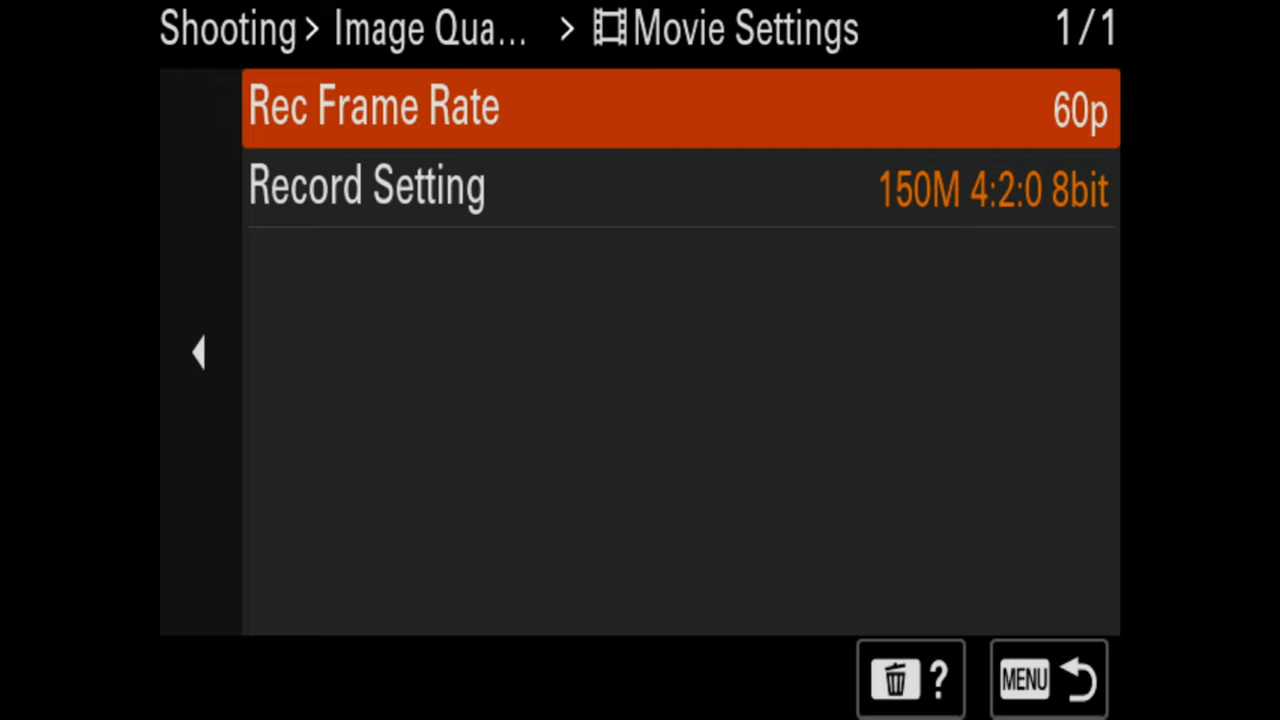 Shooting> Image Qua... > Movie Settings 1/1
Rec Frame Rate 60p
Record Setting 150M 4:2:0 8bit
? MENU